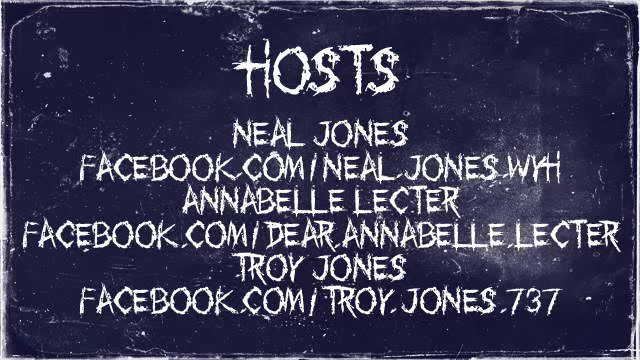 HOSTS
NEAL JONES
FACEBOOK.COM/NEAL.JONES.WYH
ANNABELLE LECTER
FACEBOOK.COM/DEAR.ANNABELLE.LECTER
TROY JONES
FACEBOOK.COM/TROY.JONES.737